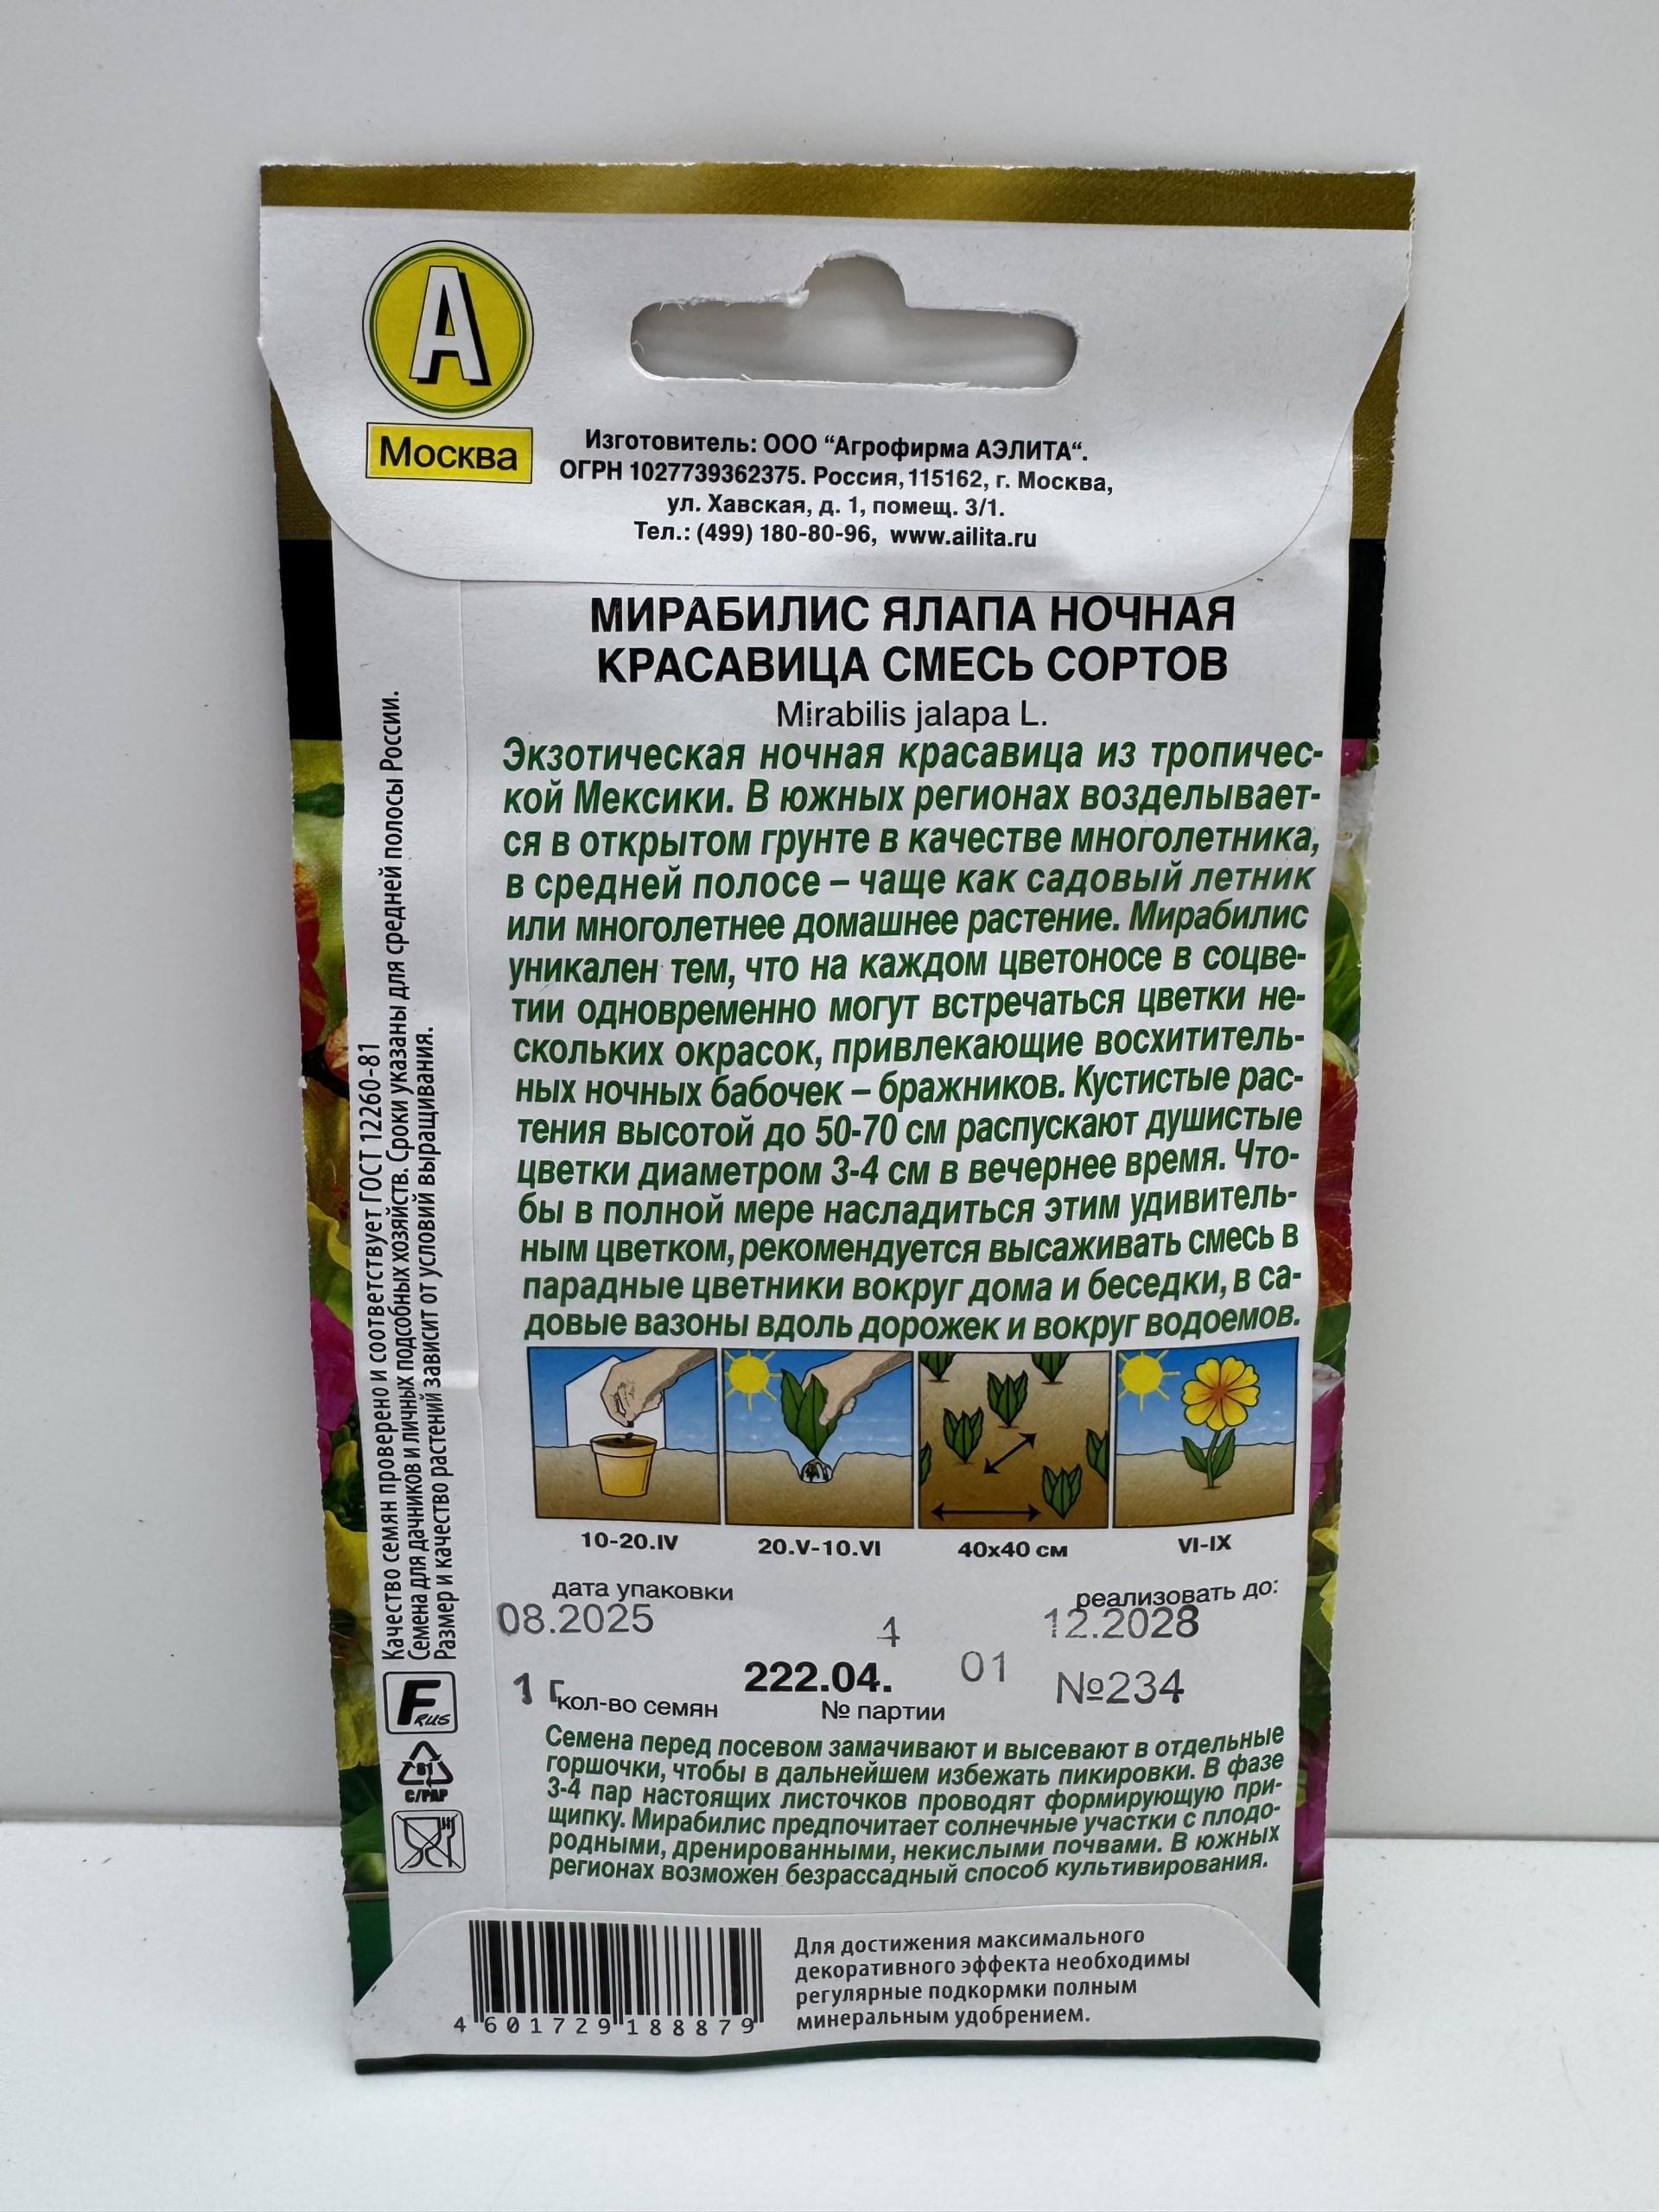 А
Москва
Изготовитель: ООО “Агрофирма АЭЛИТА“.
ОГРН 1027739362375. Россия, 115162, г. Москва,
ул. Хавская, д. 1, помещ. 3/1.
Тел.: (499) 180-80-96, www.ailita.ru
МИРАБИЛИС ЯЛАПА НОЧНАЯ
КРАСАВИЦА СМЕСЬ СОРТОВ
Mirabilis jalapa L.
Экзотическая ночная красавица из тропичес-
кой Мексики. В южных регионах возделывает-
ся в открытом грунте в качестве многолетника,
в средней полосе – чаще как садовый летник
или многолетнее домашнее растение. Мирабилис
уникален тем, что на каждом цветоносе в соцве-
тии одновременно могут встречаться цветки не-
скольких окрасок, привлекающие восхититель-
ных ночных бабочек – бражников. Кустистые рас-
тения высотой до 50-70 см распускают душистые
цветки диаметром 3-4 см в вечернее время. Что-
бы в полной мере насладиться этим удивитель-
ным цветком, рекомендуется высаживать смесь в
парадные цветники вокруг дома и беседки, в са-
довые вазоны вдоль дорожек и вокруг водоемов.
10-20.IV
20.V-10.VI
40x40 см
VI-IX
дата упаковки
реализовать до:
08.2025
1
12.2028
1 г
222.04.
01
№234
кол-во семян
№ партии
Семена перед посевом замачивают и высевают в отдельные
горшочки, чтобы в дальнейшем избежать пикировки. В фазе
3-4 пар настоящих листочков проводят формирующую при-
щипку. Мирабилис предпочитает солнечные участки с плодо-
родными, дренированными, некислыми почвами. В южных
регионах возможен безрассадный способ культивирования.
Качество семян проверено и соответствует ГОСТ 12260-81
Семена для дачников и личных подсобных хозяйств. Сроки указаны для средней полосы России.
Размер и качество растений зависит от условий выращивания.
F
RUS
81
C/PAP
4 601729 188879
Для достижения максимального
декоративного эффекта необходимы
регулярные подкормки полным
минеральным удобрением.